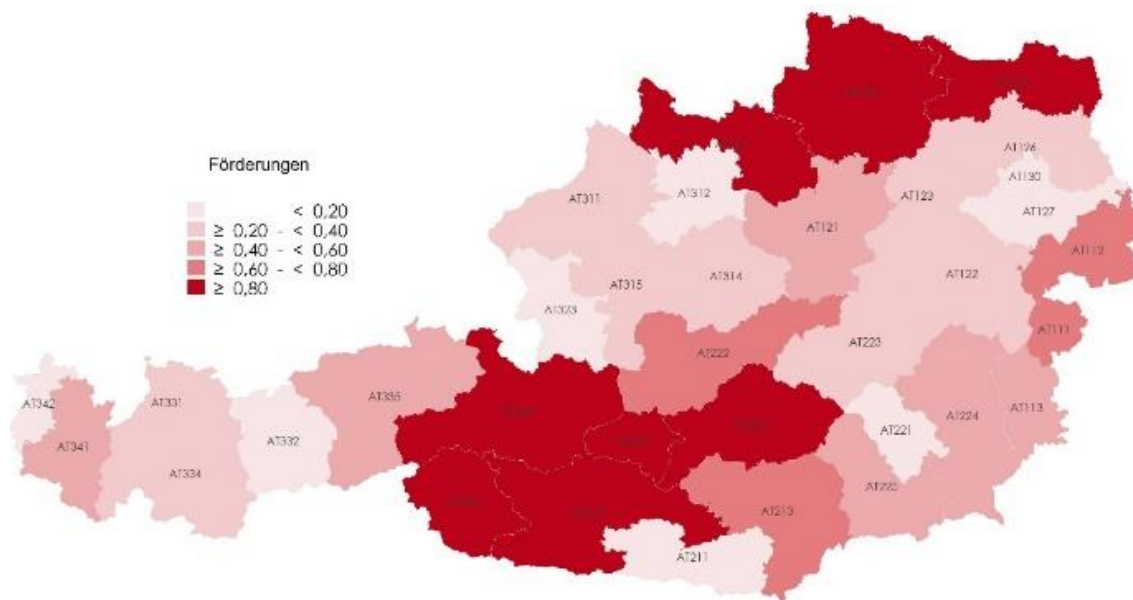 Förderungen
< 0,20
≥ 0,20 - < 0,40
≥ 0,40 - < 0,60
≥ 0,60 - < 0,80
≥ 0,80
AT126
AT130
AT312
AT123
AT311
AT127
AT121
AT112
AT122
AT314
AT315
AT323
AT111
AT223
AT222
AT335
AT331
AT342
AT113
AT224
AT221
AT332
AT341
AT334
AT225
AT213
AT211